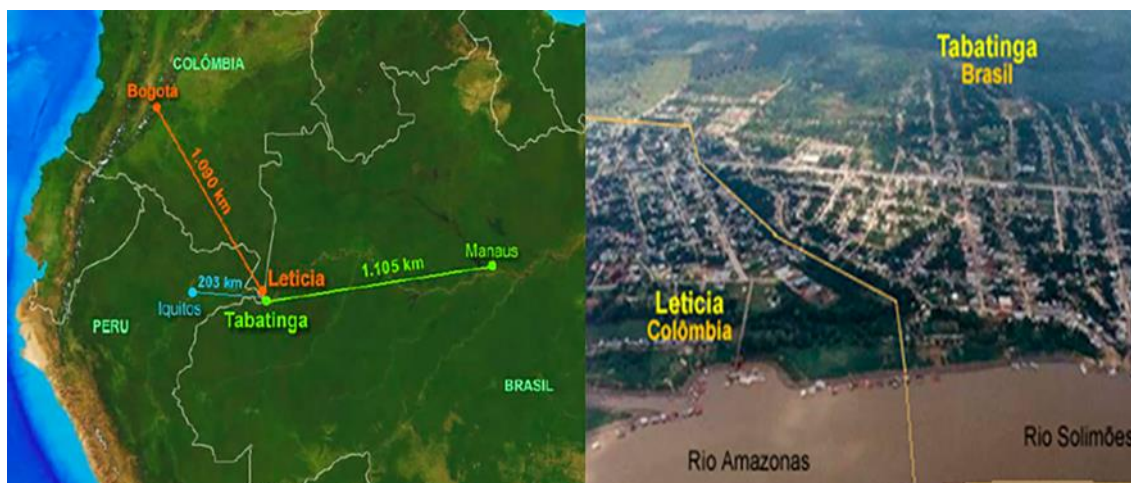 COLÔMBIA
Bogotá
1.090 km
Manaus
1.105 km
Leticia
203 km
Iquitos
Tabatinga
PERU
BRASIL
Tabatinga
Brasil
Leticia
Colômbia
Rio Solimões
Rio Amazonas